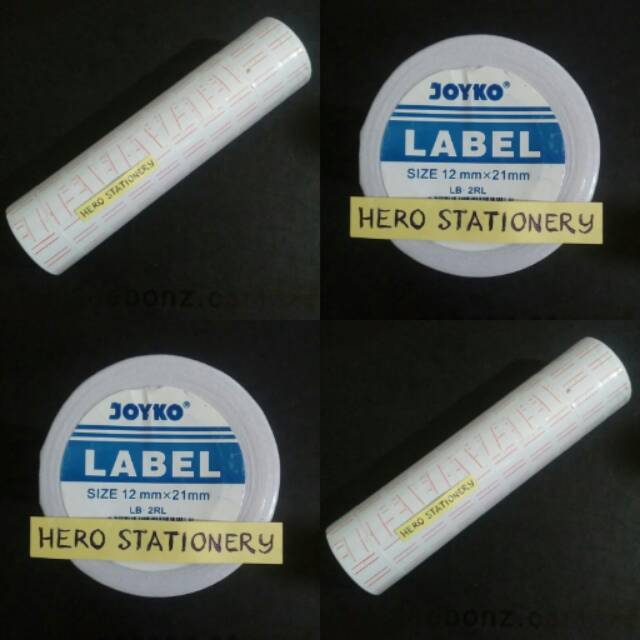 HERO STATIONERY
JOYKO®
LABEL
SIZE 12 mm×21mm
LB-2RL
HERO STATIONERY
JOYKO®
LABEL
SIZE 12 mm×21mm
LB-2RL
HERO STATIONERY
HERO STATIONERY